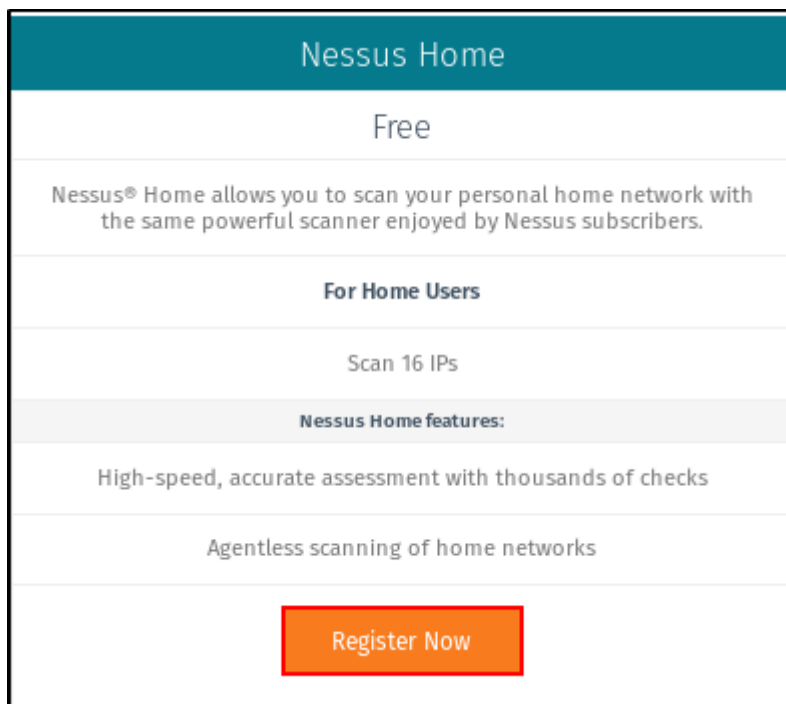 Nessus Home
Free
Nessus® Home allows you to scan your personal home network with
the same powerful scanner enjoyed by Nessus subscribers.
For Home Users
Scan 16 IPs
Nessus Home features:
High-speed, accurate assessment with thousands of checks
Agentless scanning of home networks
Register Now